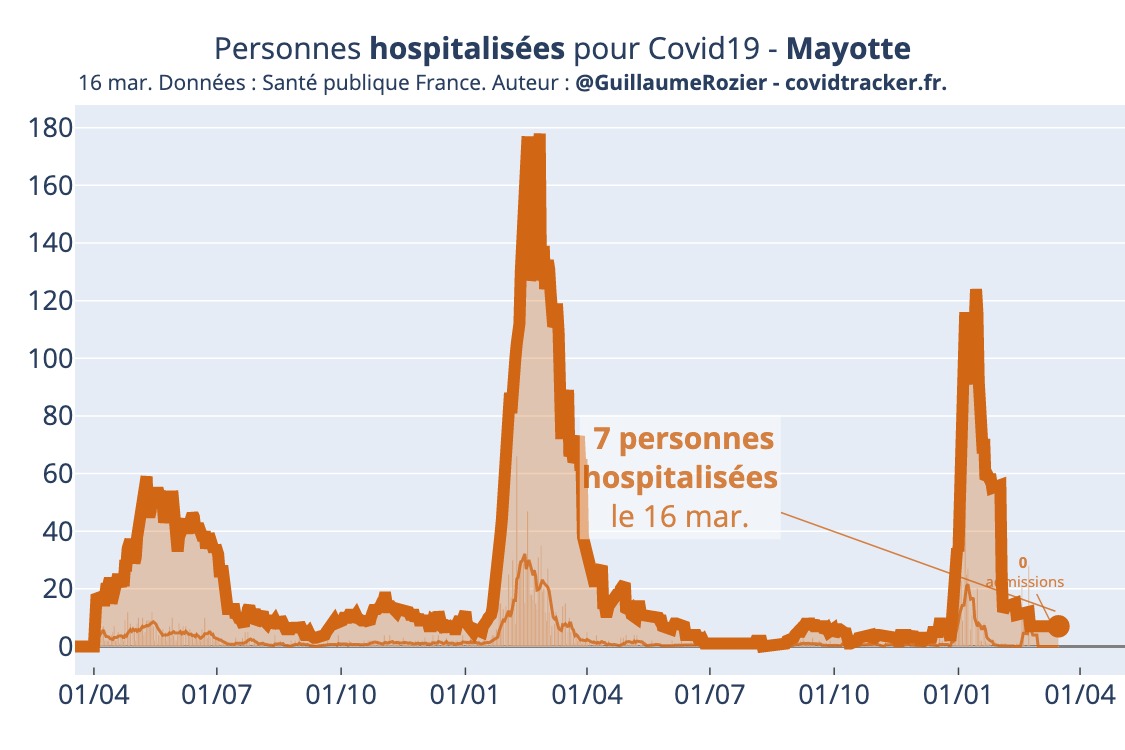 Personnes hospitalisées pour Covid19 - Mayotte
16 mar. Données : Santé publique France. Auteur : @GuillaumeRozier - covidtracker.fr.
180
160
140
120
100
80
60
40
20
0
7 personnes
hospitalisées
le 16 mar.
0
admissions
01/04 01/07 01/10 01/01 01/04 01/07 01/10 01/01 01/04